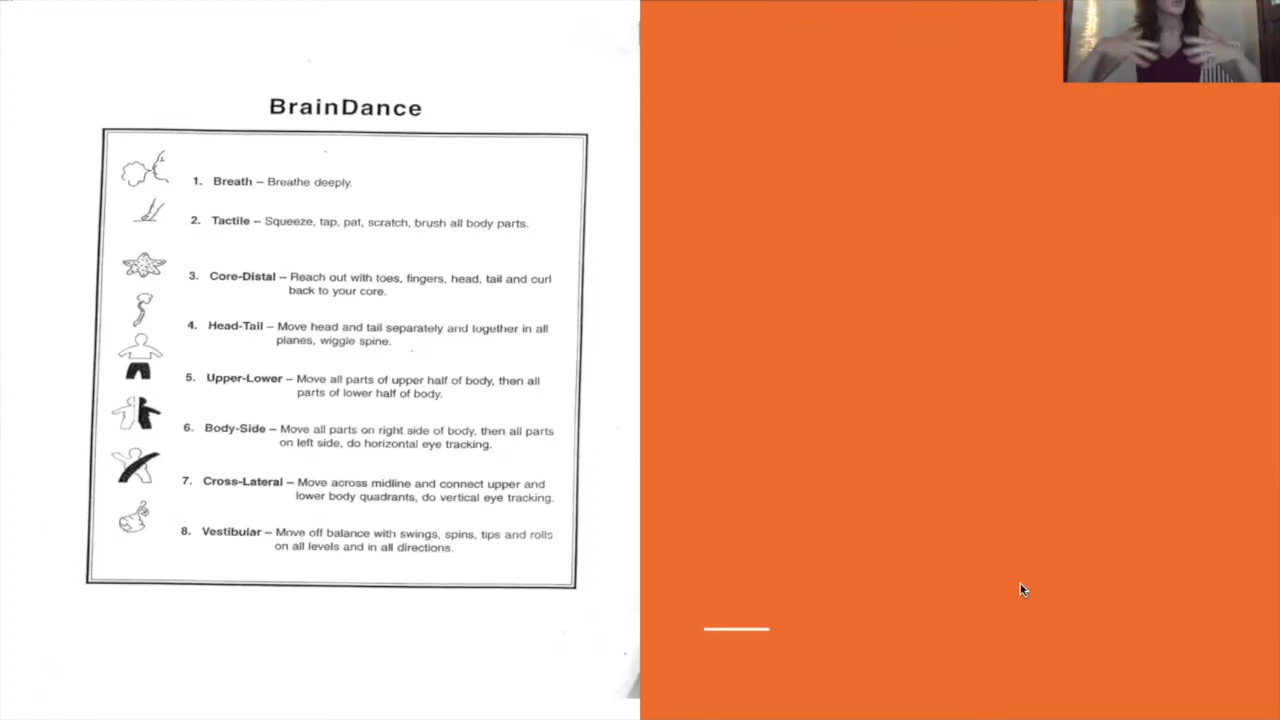 BrainDance
1. Breath – Breathe deeply.
2. Tactile – Squeeze, tap, pat, scratch, brush all body parts.
3. Core-Distal – Reach out with toes, fingers, head, tail and curl
back to your core.
4. Head-Tail – Move head and tail separately and together in all
planes, wiggle spine.
5. Upper-Lower – Move all parts of upper half of body, then all
parts of lower half of body.
6. Body-Side – Move all parts on right side of body, then all parts
on left side, do horizontal eye tracking.
7. Cross-Lateral – Move across midline and connect upper and
lower body quadrants, do vertical eye tracking.
8. Vestibular – Move off balance with swings, spins, tips and rolls
on all levels and in all directions.